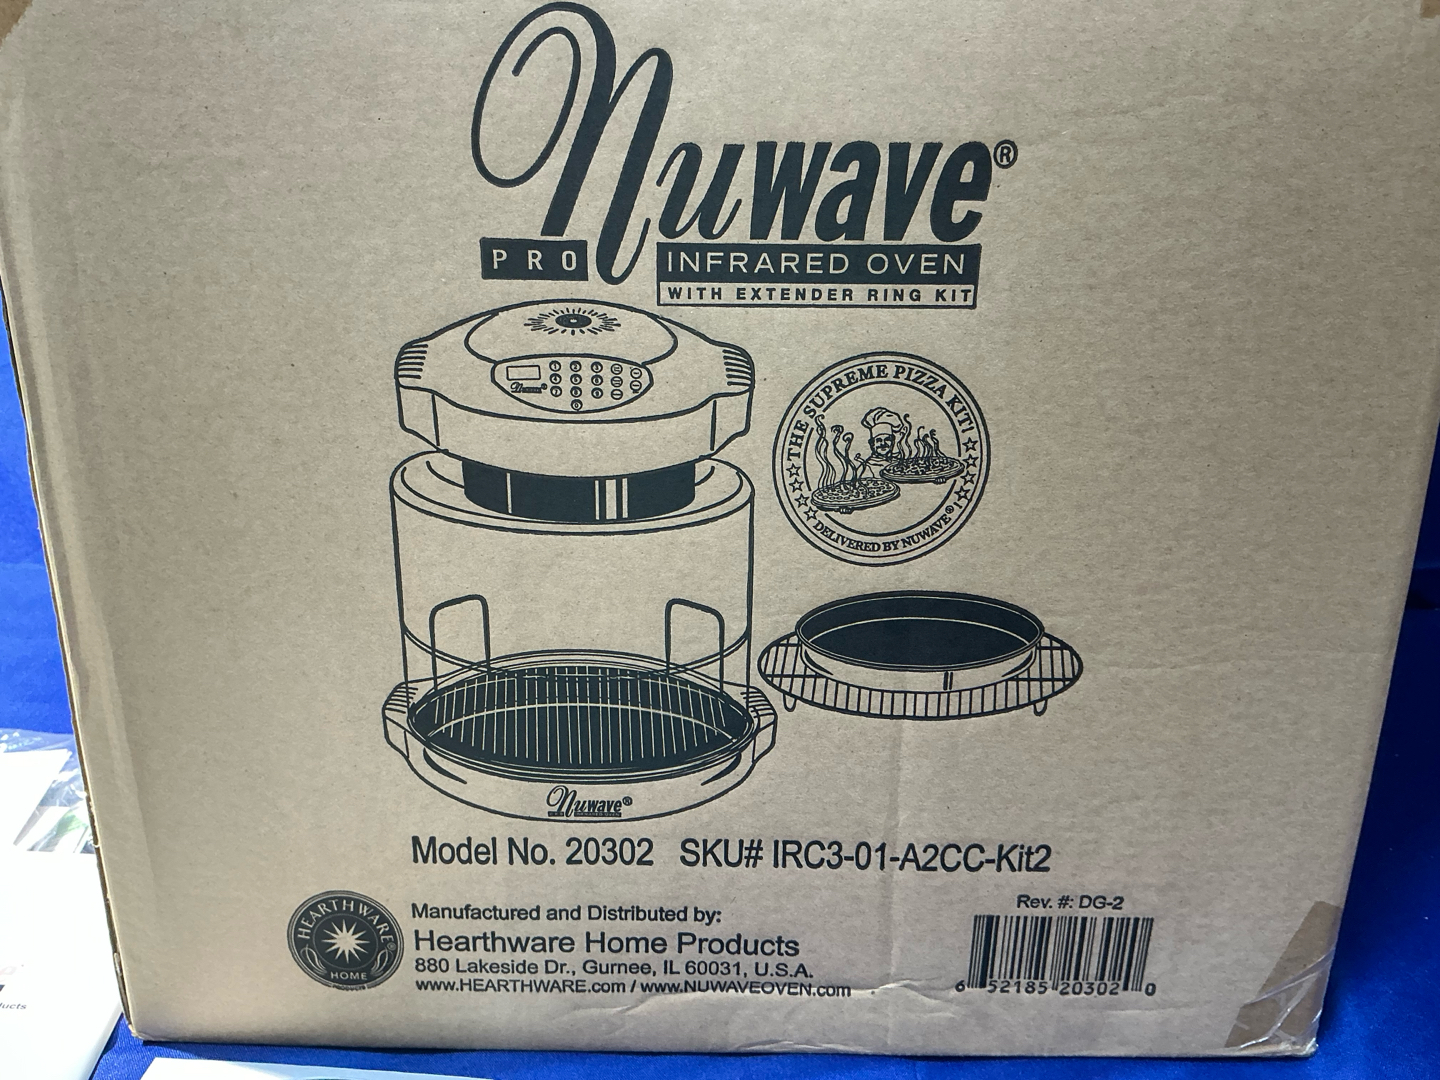 Nuwave®
PRO
INFRARED OVEN
WITH EXTENDER RING KIT
THE SUPREME PIZZA KIT!
DELIVERED BY NUWAVE®
Nuwave®
Model No. 20302 SKU# IRC3-01-A2CC-Kit2
Rev. #: DG-2
HEARTHWARE®
HOME
PRODUCTS
Manufactured and Distributed by:
Hearthware Home Products
880 Lakeside Dr., Gurnee, IL 60031, U.S.A.
www.HEARTHWARE.com / www.NUWAVEOVEN.com
6 52185 20302 0
ucts